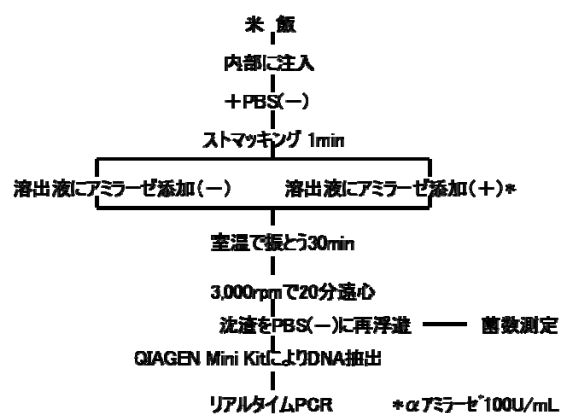 米 飯
内部に注入
+PBS(-)
ストマッキング 1min
溶出液にアミラーゼ添加(-) 溶出液にアミラーゼ添加(+)*
室温で振とう30min
3,000rpmで20分遠心
沈渣をPBS(-)に再浮遊 菌数測定
QIAGEN Mini KitによりDNA抽出
リアルタイムPCR *αアミラーゼ100U/mL